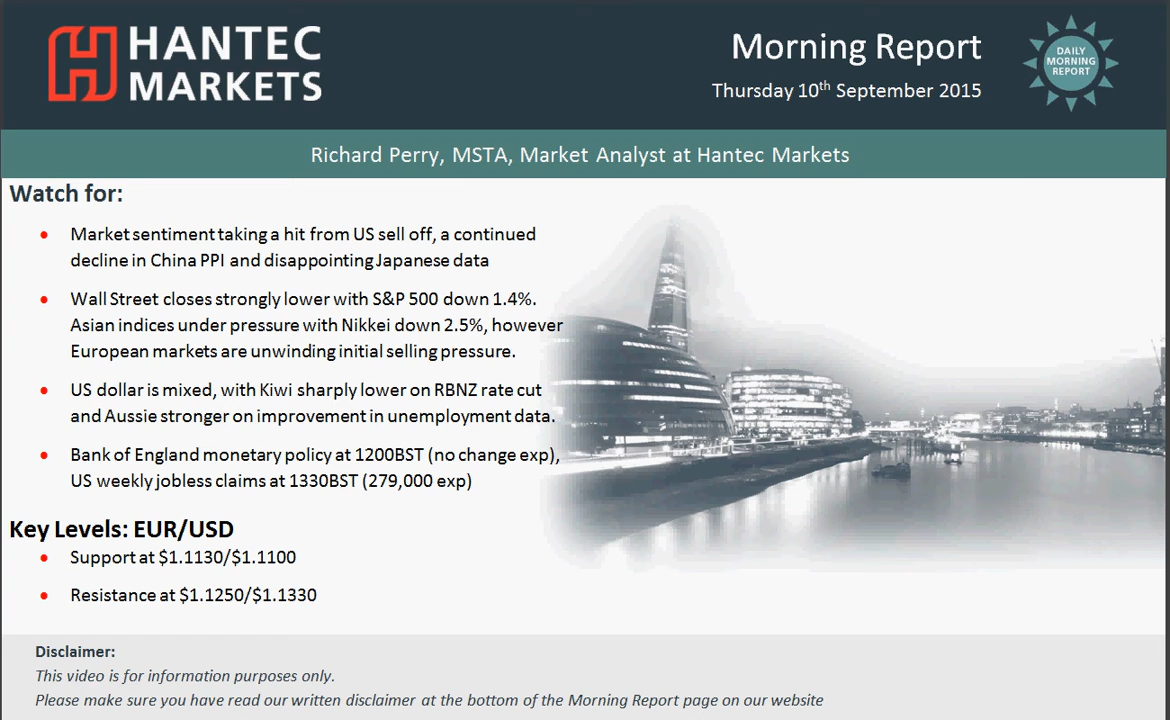 HANTEC
MARKETS
Morning Report
Thursday 10th September 2015
DAILY
MORNING
REPORT
Richard Perry, MSTA, Market Analyst at Hantec Markets
Watch for:
Market sentiment taking a hit from US sell off, a continued
decline in China PPI and disappointing Japanese data
Wall Street closes strongly lower with S&P 500 down 1.4%.
Asian indices under pressure with Nikkei down 2.5%, however
European markets are unwinding initial selling pressure.
US dollar is mixed, with Kiwi sharply lower on RBNZ rate cut
and Aussie stronger on improvement in unemployment data.
Bank of England monetary policy at 1200BST (no change exp),
US weekly jobless claims at 1330BST (279,000 exp)
Key Levels: EUR/USD
Support at $1.1130/$1.1100
Resistance at $1.1250/$1.1330
Disclaimer:
This video is for information purposes only.
Please make sure you have read our written disclaimer at the bottom of the Morning Report page on our website